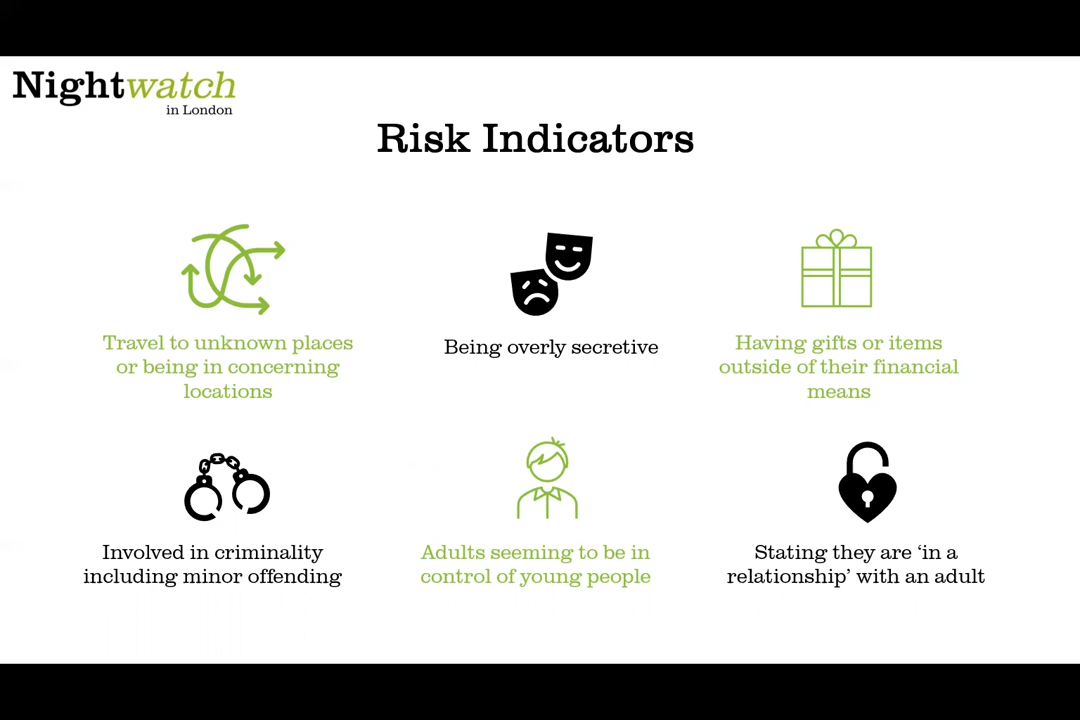 Nightwatch
in London
Risk Indicators
Travel to unknown places
or being in concerning
locations
Being overly secretive
Having gifts or items
outside of their financial
means
Involved in criminality
including minor offending
Adults seeming to be in
control of young people
Stating they are ‘in a
relationship’ with an adult